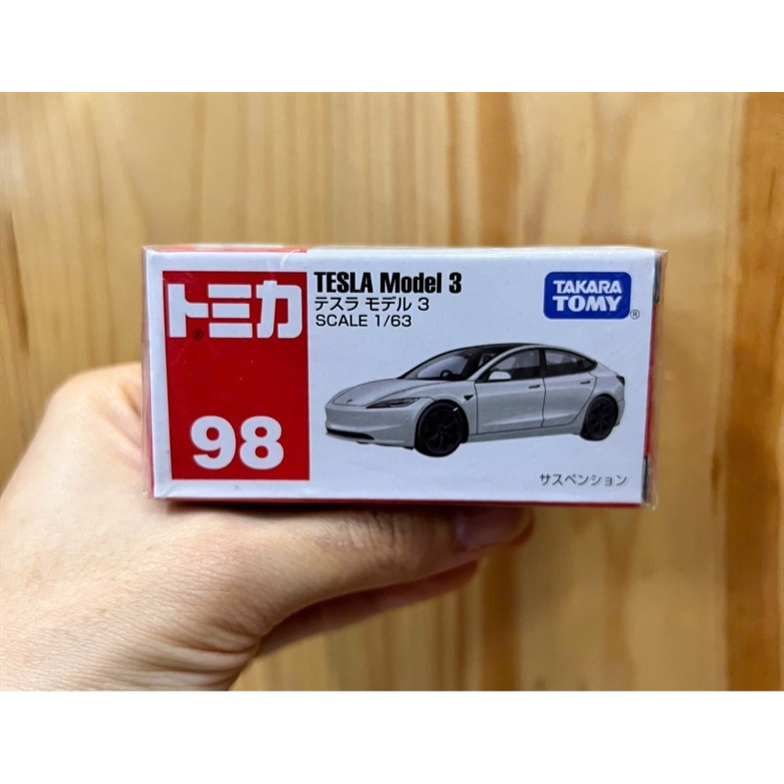 トミカ®
98
TESLA Model 3
テスラ モデル 3
SCALE 1/63
TAKARA
TOMY®
サスペンション